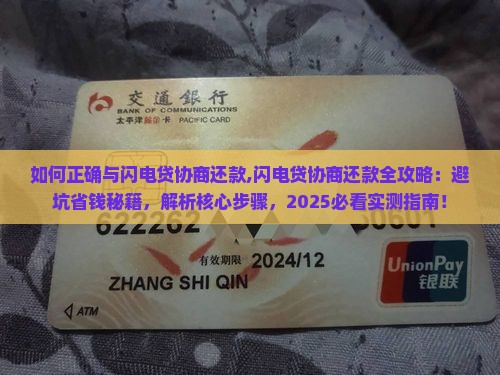 交通銀行
BANK OF COMMUNICATIONS
太平洋 卡 PACIFIC CARD
如何正确与闪电贷协商还款,闪电贷协商还款全攻略：避
坑省钱秘籍，解析核心步骤，2025必看实测指南！
622262
有效期限 2024/12
ZHANG SHI QIN
ATM
UnionPay
银联